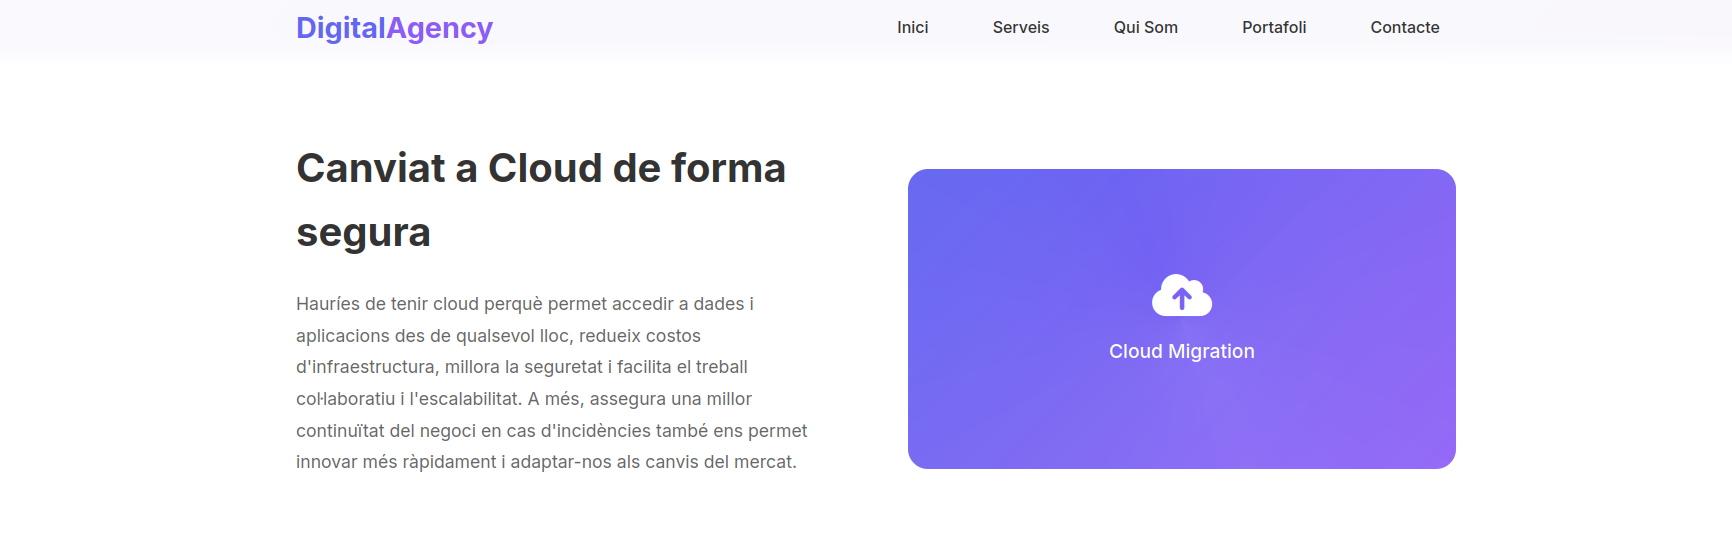 DigitalAgency
Inici Serveis Qui Som Portafoli Contacte
Canviat a Cloud de forma
segura
Hauríes de tenir cloud perquè permet accedir a dades i
aplicacions des de qualsevol lloc, redueix costos
d'infraestructura, millora la seguretat i facilita el treball
col·laboratiu i l'escalabilitat. A més, assegura una millor
continuïtat del negoci en cas d'incidències també ens permet
innovar més ràpidament i adaptar-nos als canvis del mercat.
Cloud Migration